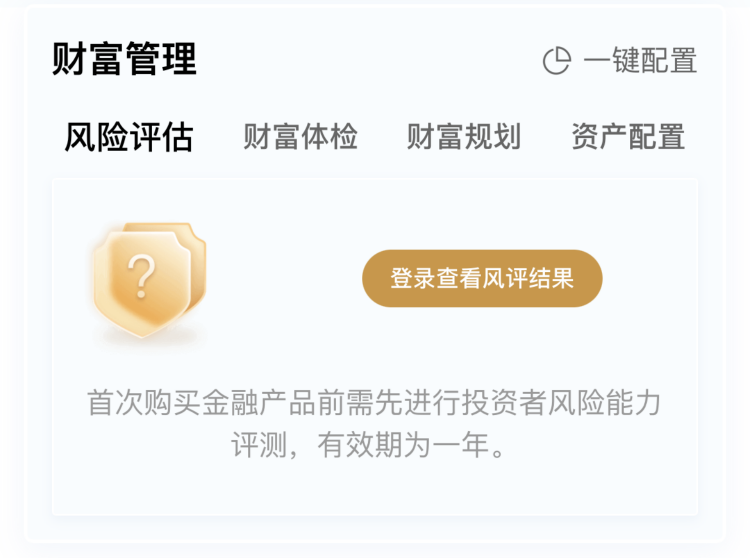 财富管理
一键配置
风险评估 财富体检 财富规划 资产配置
?
登录查看风评结果
首次购买金融产品前需先进行投资者风险能力
评测，有效期为一年。